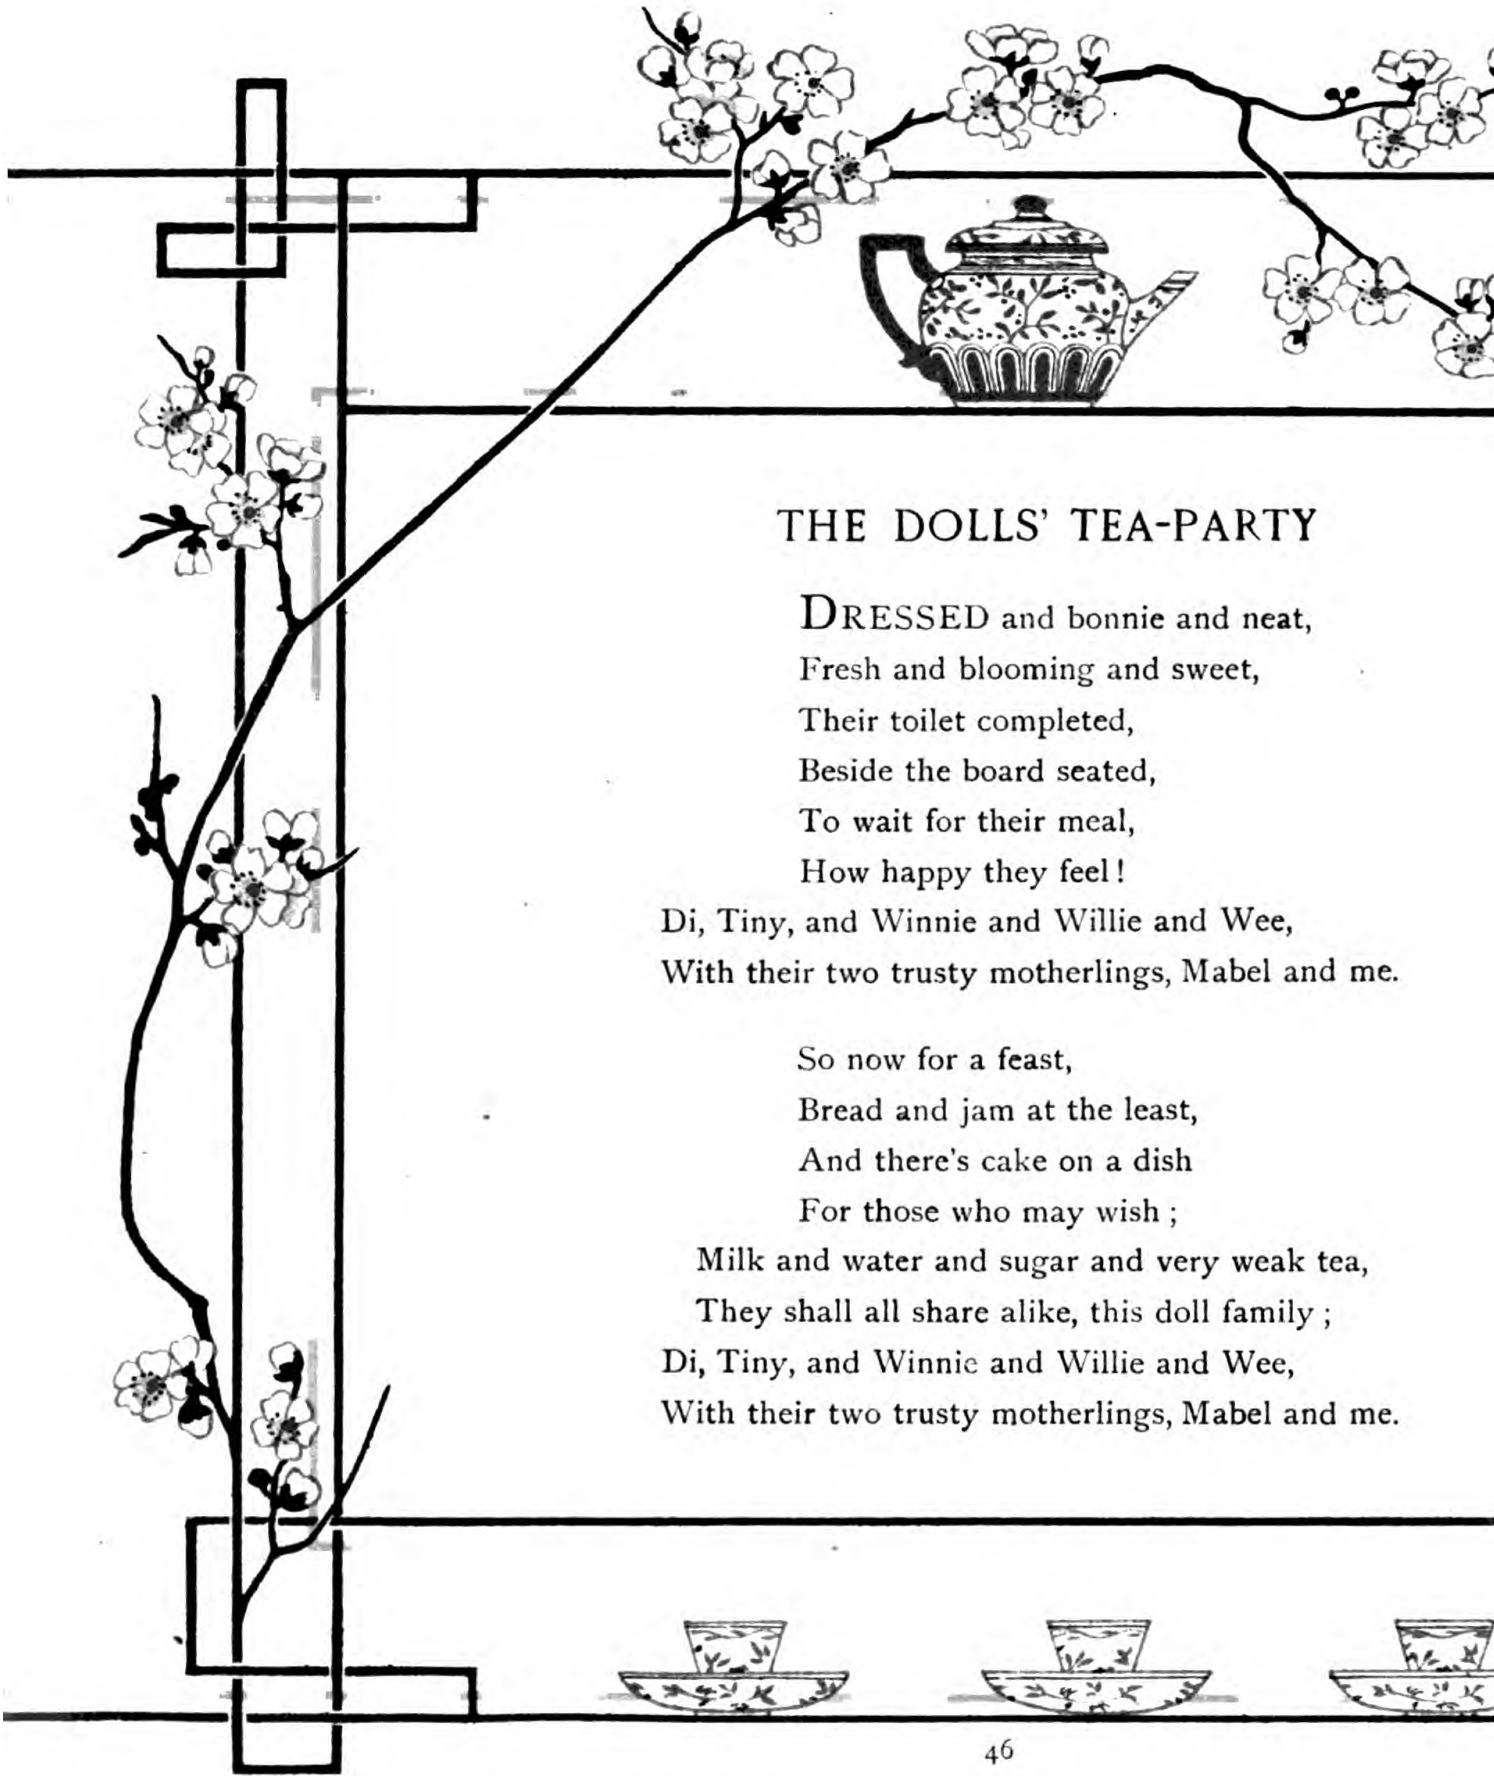 THE DOLLS' TEA-PARTY
DRESSED and bonnie and neat,
Fresh and blooming and sweet,
Their toilet completed,
Beside the board seated,
To wait for their meal,
How happy they feel!
Di, Tiny, and Winnie and Willie and Wee,
With their two trusty motherlings, Mabel and me.
So now for a feast,
Bread and jam at the least,
And there's cake on a dish
For those who may wish;
Milk and water and sugar and very weak tea,
They shall all share alike, this doll family;
Di, Tiny, and Winnie and Willie and Wee,
With their two trusty motherlings, Mabel and me.
46